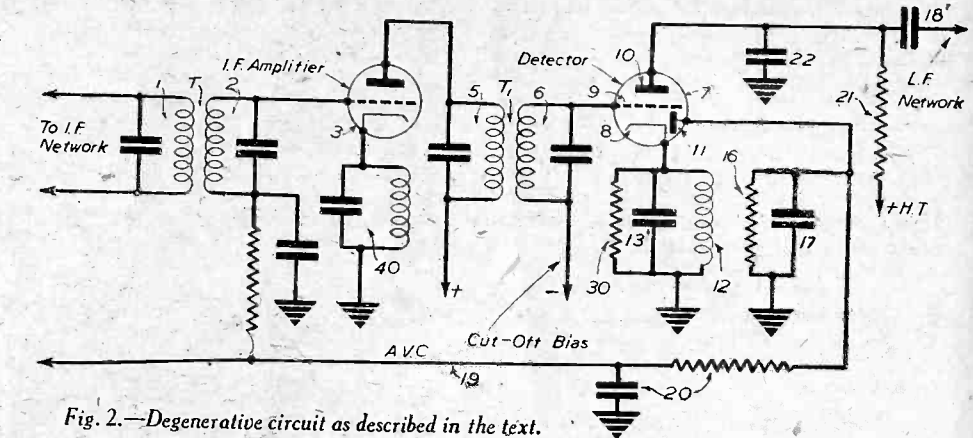 I.F. Amplifier
Detector
T,
1
2
3
To I.F.
Network
5
T,
6
9
10
7
8
11
22
18'
L.F.
Network
21
+H.T
40
+
-
Cut-Off Bias
30
13
12
16
17
A.V.C
19
20
Fig. 2.—Degenerative circuit as described in the text.